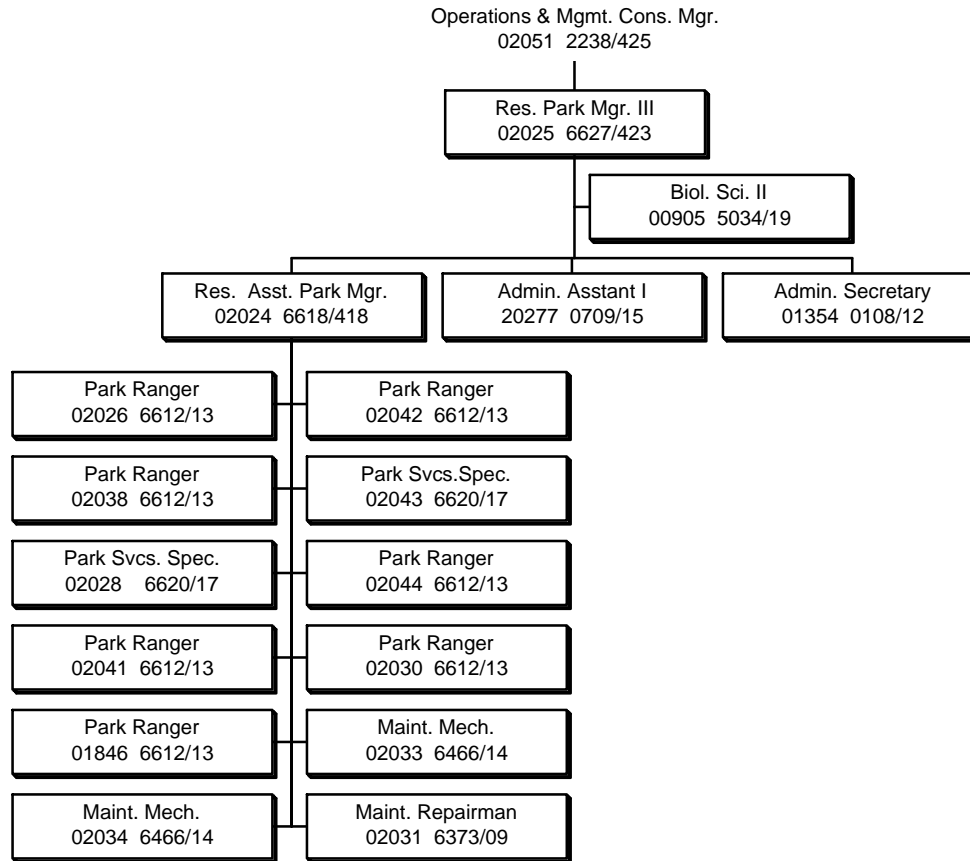 Operations & Mgmt. Cons. Mgr.
02051 2238/425
Res. Park Mgr. III
02025 6627/423
Biol. Sci. II
00905 5034/19
Res. Asst. Park Mgr.
02024 6618/418
Admin. Asstant I
20277 0709/15
Admin. Secretary
01354 0108/12
Park Ranger
02026 6612/13
Park Ranger
02042 6612/13
Park Ranger
02038 6612/13
Park Svcs.Spec.
02043 6620/17
Park Svcs. Spec.
02028 6620/17
Park Ranger
02044 6612/13
Park Ranger
02041 6612/13
Park Ranger
02030 6612/13
Park Ranger
01846 6612/13
Maint. Mech.
02033 6466/14
Maint. Mech.
02034 6466/14
Maint. Repairman
02031 6373/09